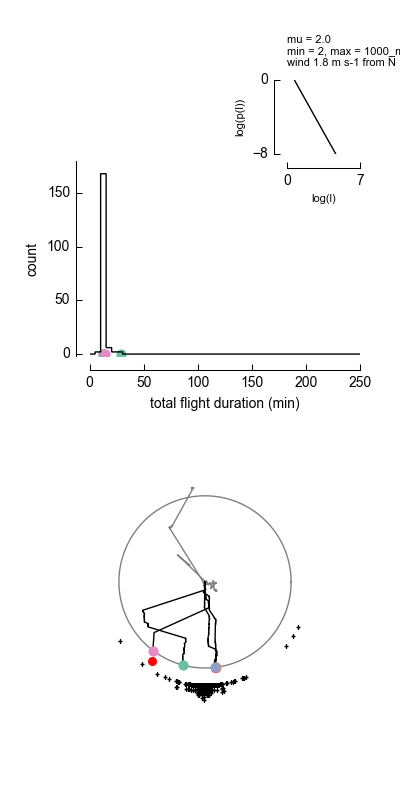 mu = 2.0
min = 2, max = 1000_m
wind 1.8 m s-1 from N
0
log(p(l))
−8
0
7
log(l)
150
count
100
50
0
0
50
100
150
200
250
total flight duration (min)